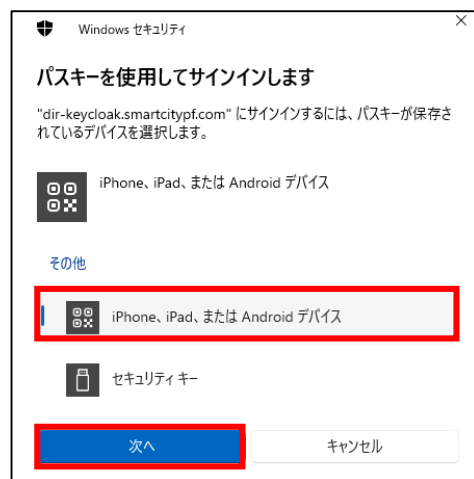 Windows セキュリティ
パスキーを使用してサインインします
"dir-keycloak.smartcitypf.com" にサインインするには、パスキーが保存さ
れているデバイスを選択します。
iPhone、iPad、または Android デバイス
その他
iPhone、iPad、または Android デバイス
セキュリティ キー
次へ
キャンセル